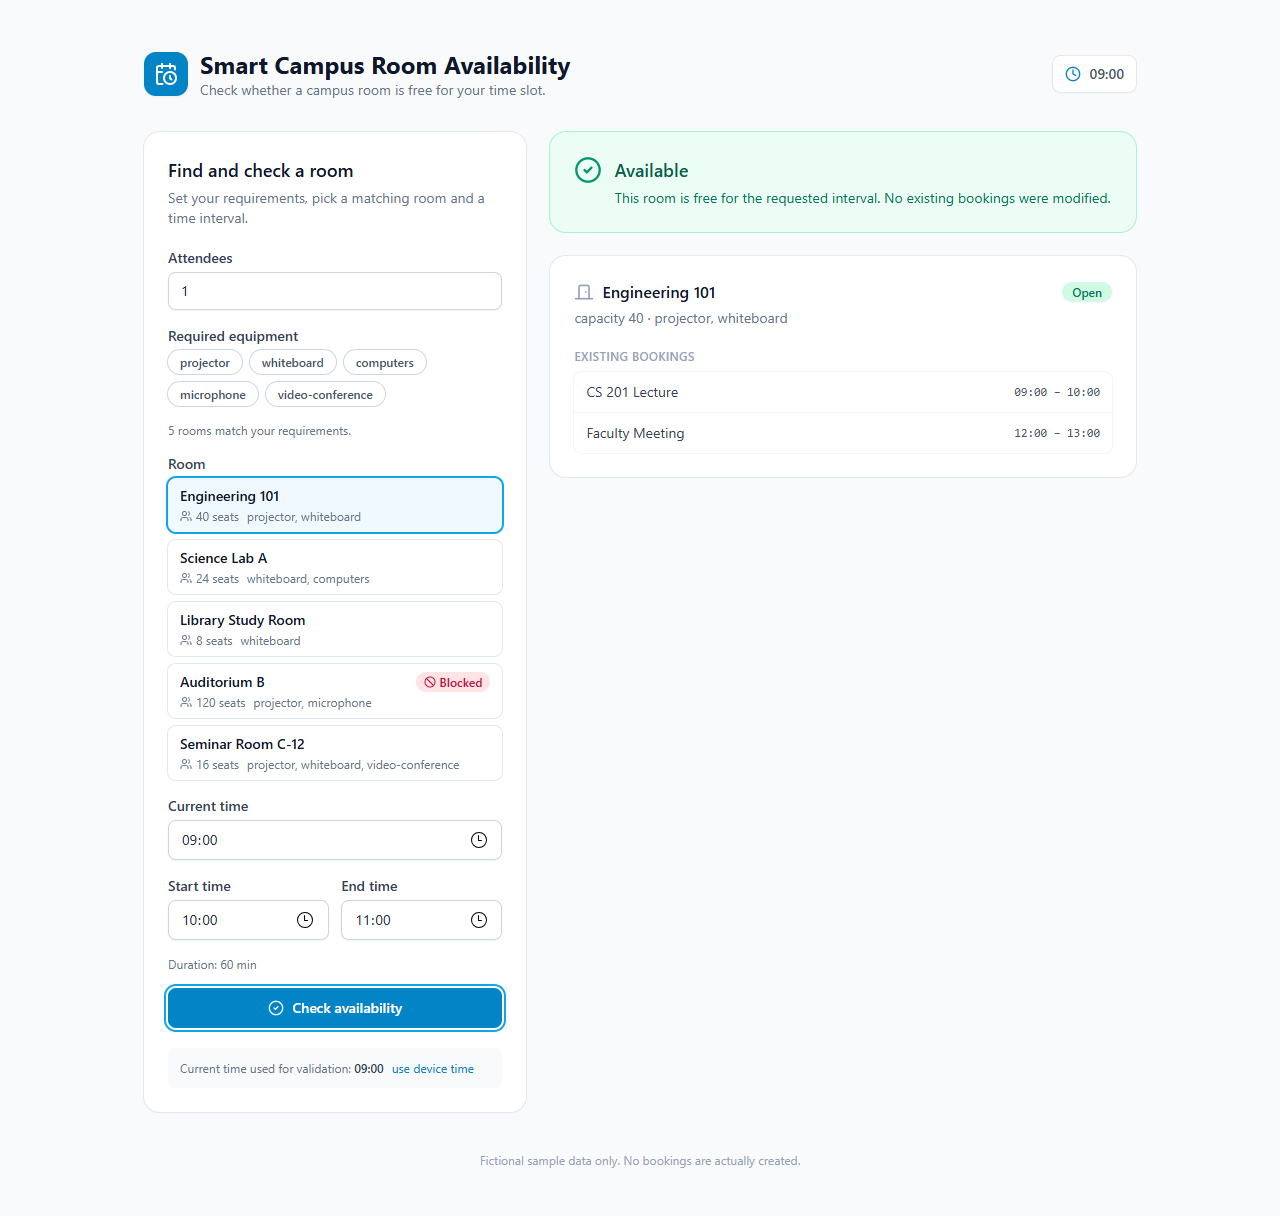 Smart Campus Room Availability
Check whether a campus room is free for your time slot.
09:00
Find and check a room
Set your requirements, pick a matching room and a
time interval.
Attendees
1
Required equipment
projector
whiteboard
computers
microphone
video-conference
5 rooms match your requirements.
Room
Engineering 101
40 seats projector, whiteboard
Science Lab A
24 seats whiteboard, computers
Library Study Room
8 seats whiteboard
Auditorium B
Blocked
120 seats projector, microphone
Seminar Room C-12
16 seats projector, whiteboard, video-conference
Current time
09:00
Start time
End time
10:00
11:00
Duration: 60 min
Check availability
Current time used for validation: 09:00 use device time
Available
This room is free for the requested interval. No existing bookings were modified.
Engineering 101
Open
capacity 40 · projector, whiteboard
EXISTING BOOKINGS
CS 201 Lecture
09:00 – 10:00
Faculty Meeting
12:00 – 13:00
Fictional sample data only. No bookings are actually created.